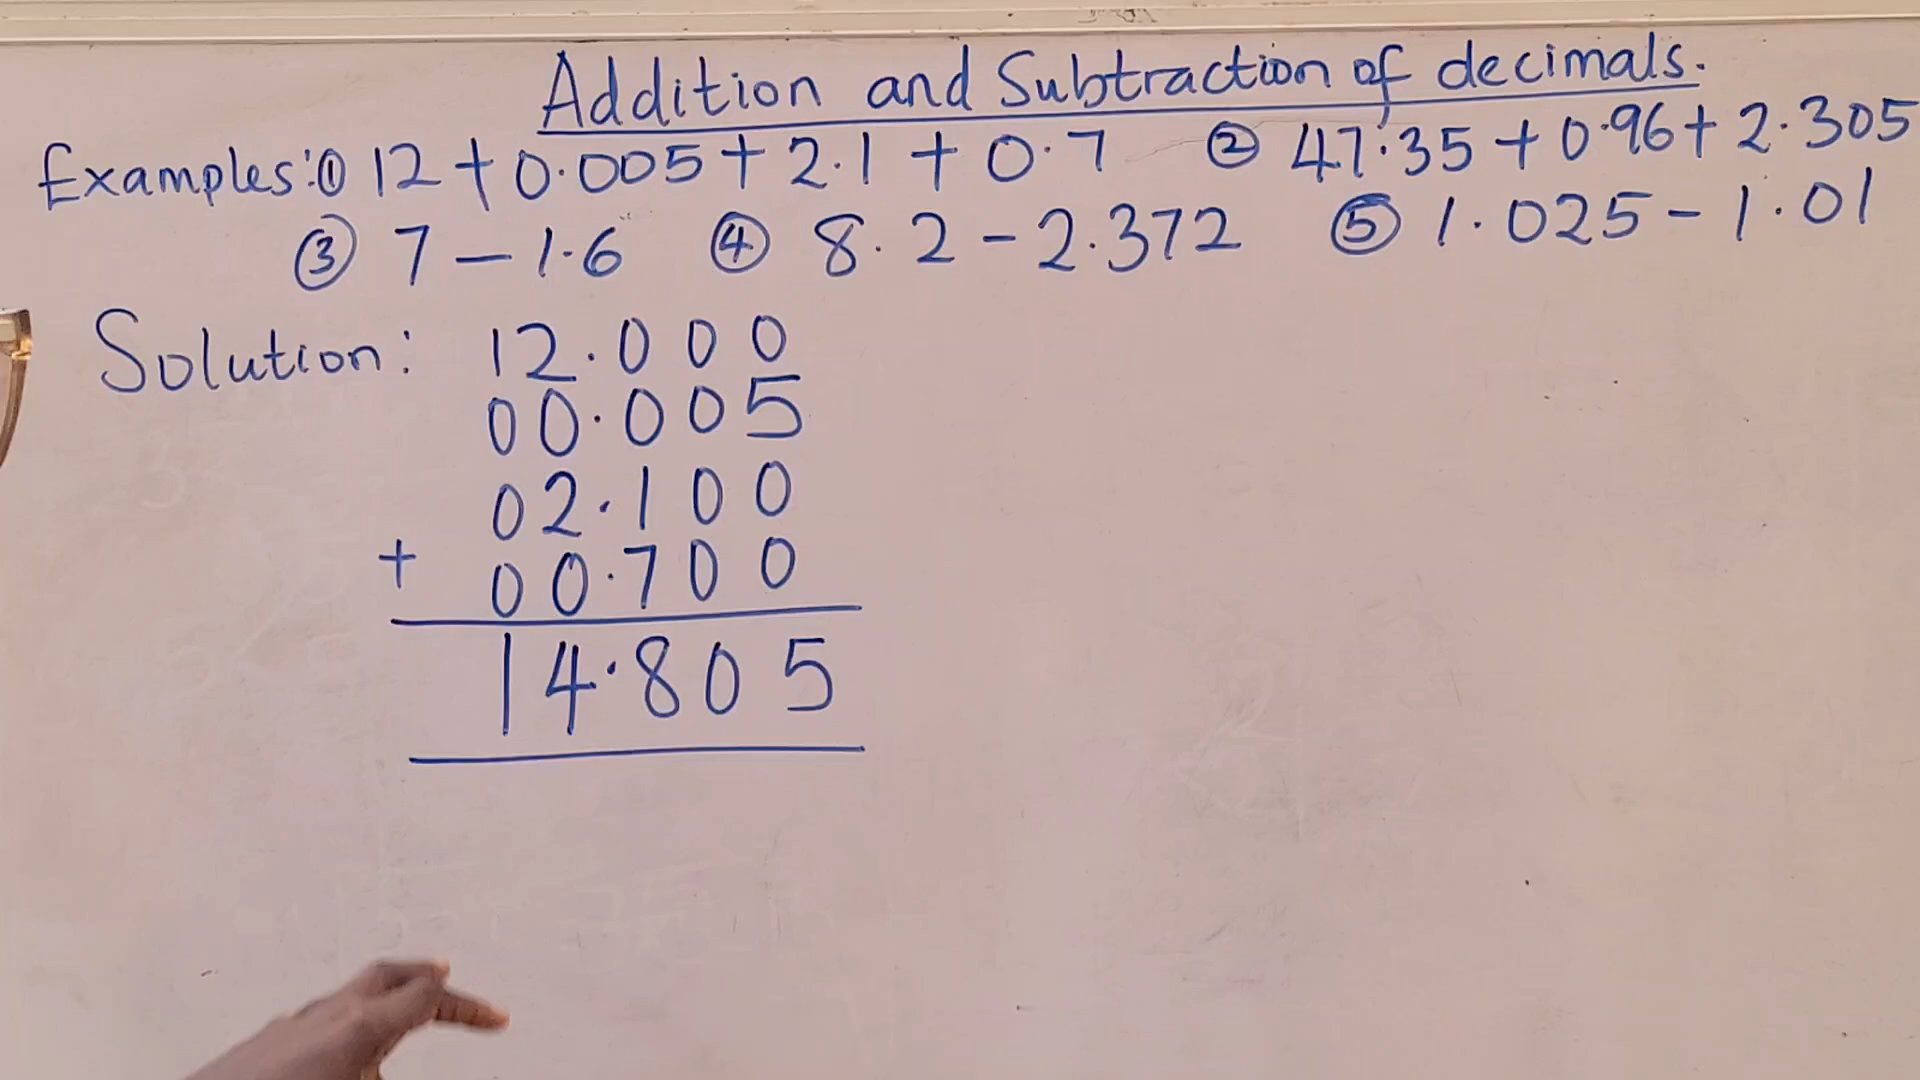 Addition and Subtraction of decimals.
Examples: ① 12 + 0.005 + 2.1 + 0.7 ② 47.35 + 0.96 + 2.305
③ 7 - 1.6 ④ 8.2 - 2.372 ⑤ 1.025 - 1.01
Solution: 12.000
00.005
02.100
+ 00.700
14.805